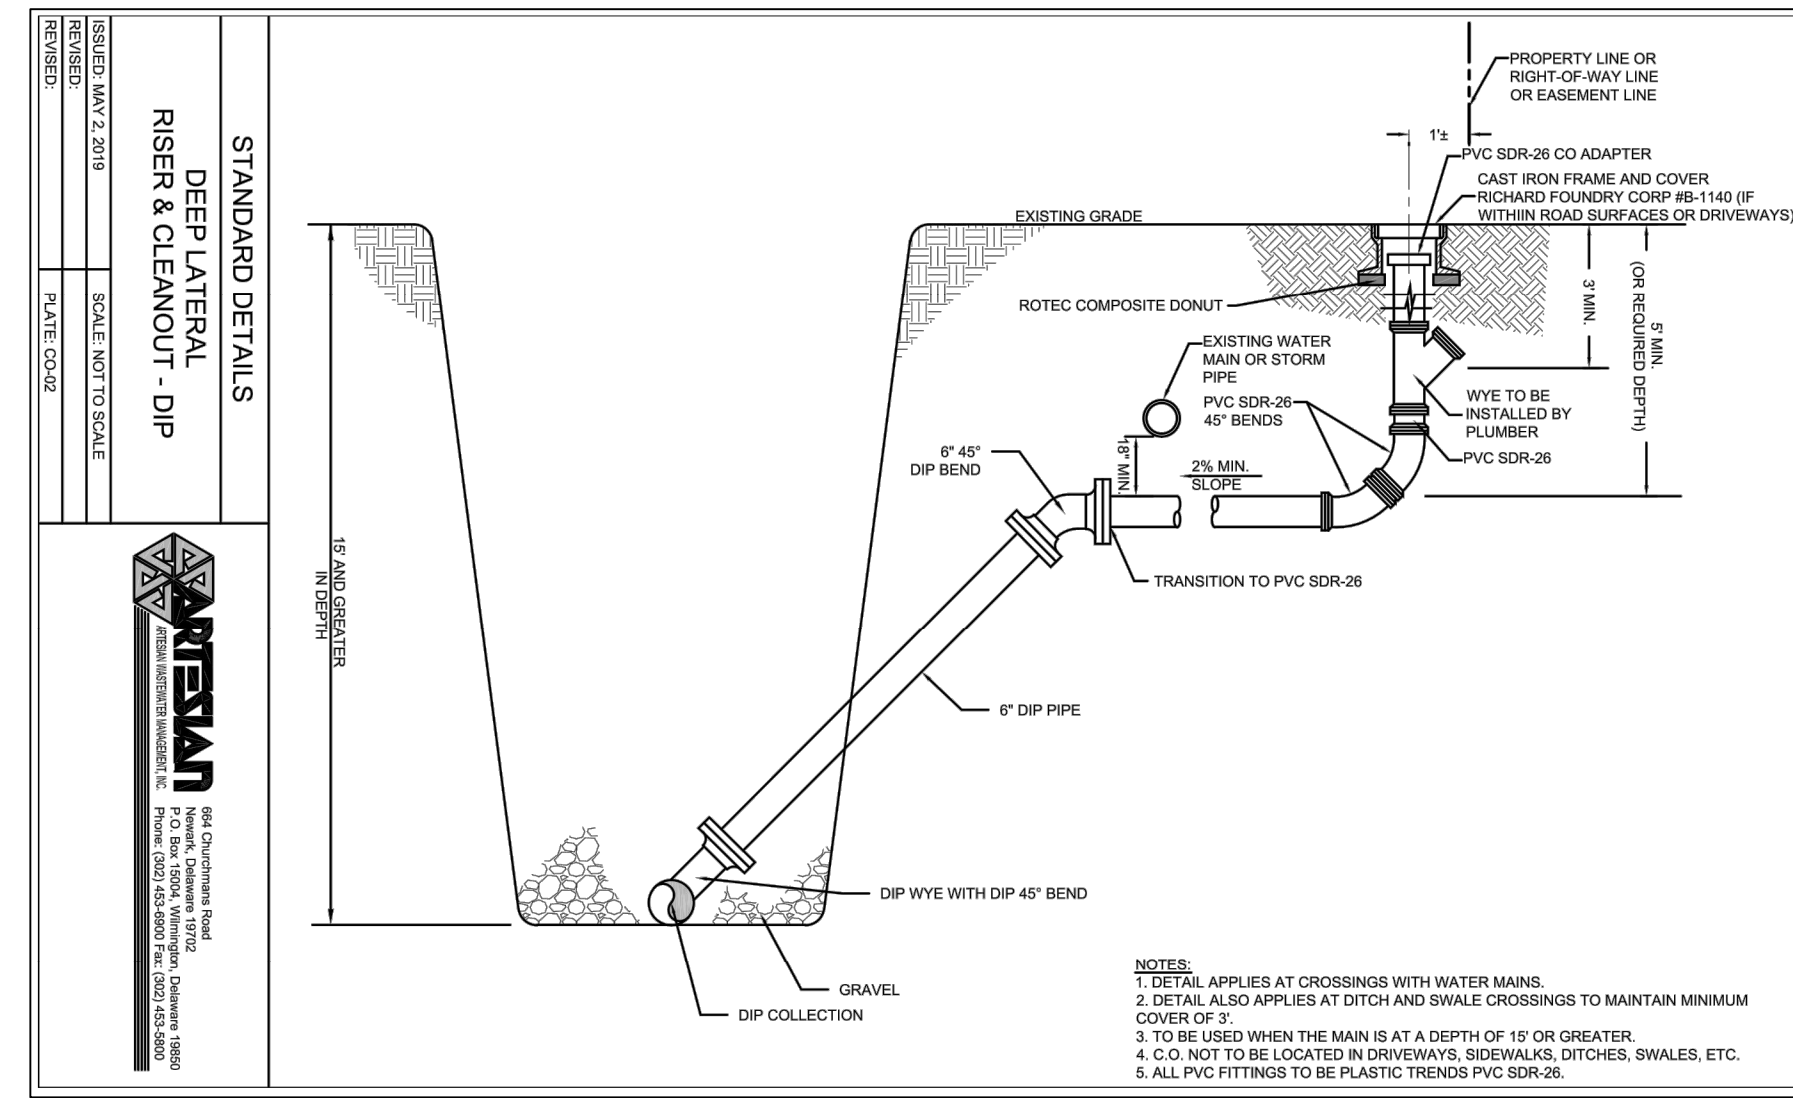 PROPERTY LINE OR
RIGHT-OF-WAY LINE
OR EASEMENT LINE
1'±
PVC SDR-26 CO ADAPTER
CAST IRON FRAME AND COVER
RICHARD FOUNDRY CORP #B-1140 (IF
WITHIIN ROAD SURFACES OR DRIVEWAYS)
EXISTING GRADE
ROTEC COMPOSITE DONUT
3' MIN.
5' MIN.
(OR REQUIRED DEPTH)
EXISTING WATER
MAIN OR STORM
PIPE
PVC SDR-26
45° BENDS
WYE TO BE
INSTALLED BY
PLUMBER
PVC SDR-26
6" 45°
DIP BEND
18" MIN.
2% MIN.
SLOPE
TRANSITION TO PVC SDR-26
15' AND GREATER
IN DEPTH
6" DIP PIPE
DIP WYE WITH DIP 45° BEND
GRAVEL
DIP COLLECTION
NOTES:
1. DETAIL APPLIES AT CROSSINGS WITH WATER MAINS.
2. DETAIL ALSO APPLIES AT DITCH AND SWALE CROSSINGS TO MAINTAIN MINIMUM
COVER OF 3'.
3. TO BE USED WHEN THE MAIN IS AT A DEPTH OF 15' OR GREATER.
4. C.O. NOT TO BE LOCATED IN DRIVEWAYS, SIDEWALKS, DITCHES, SWALES, ETC.
5. ALL PVC FITTINGS TO BE PLASTIC TRENDS PVC SDR-26.
STANDARD DETAILS
DEEP LATERAL
RISER & CLEANOUT - DIP
ISSUED: MAY 2, 2019
REVISED:
REVISED:
SCALE: NOT TO SCALE
PLATE: CO-02
ARTESIAN
ARTESIAN WASTEWATER MANAGEMENT, INC.
664 Churchmans Road
Newark, Delaware 19702
P.O. Box 15004, Wilmington, Delaware 19850
Phone: (302) 453-6900 Fax: (302) 453-5800